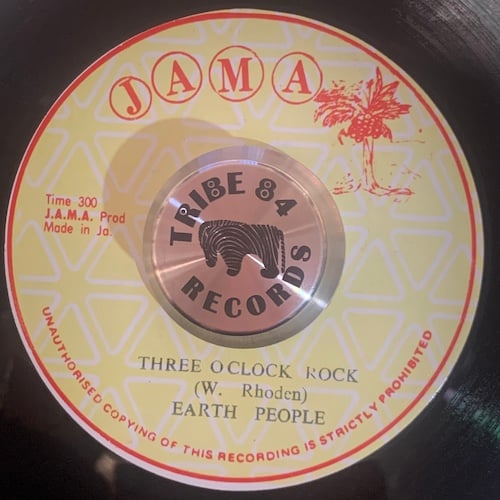 JAMA
Time 300
J.A.M.A. Prod
Made in Ja.
TRIBE 84
RECORDS
THREE O CLOCK ROCK
(W. Rhoden)
EARTH PEOPLE
UNAUTHORISED COPYING OF THIS RECORDING IS STRICTLY PROHIBITED